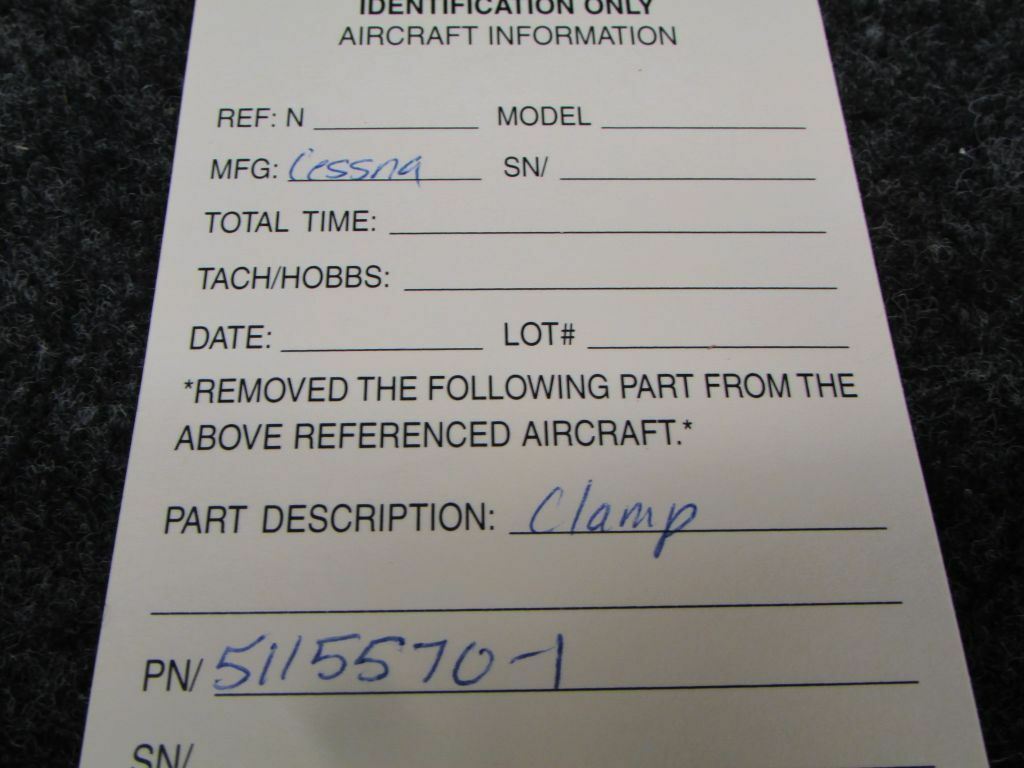 IDENTIFICATION ONLY
AIRCRAFT INFORMATION
REF: N MODEL
MFG: Cessna SN/
TOTAL TIME:
TACH/HOBBS:
DATE: LOT#
*REMOVED THE FOLLOWING PART FROM THE
ABOVE REFERENCED AIRCRAFT.*
PART DESCRIPTION: Clamp
PN/ 5115570-1
SN/